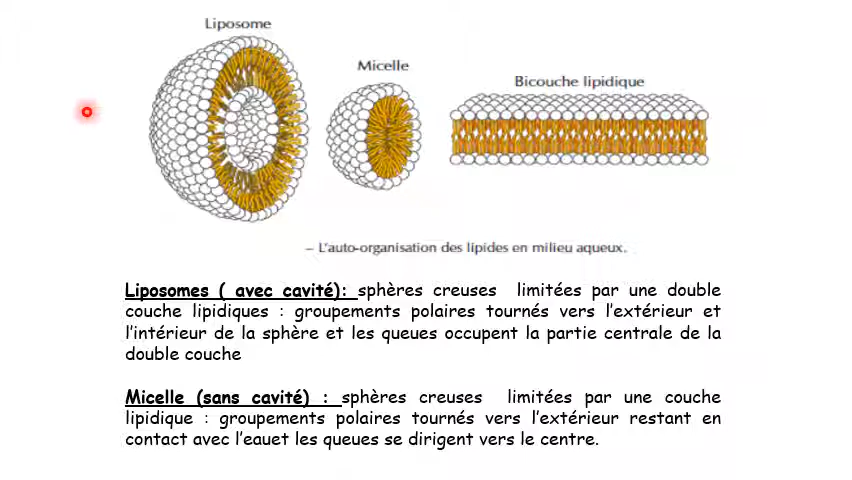 Liposome
Micelle
Bicouche lipidique
– L'auto-organisation des lipides en milieu aqueux.
Liposomes ( avec cavité): sphères creuses limitées par une double
couche lipidiques : groupements polaires tournés vers l'extérieur et
l'intérieur de la sphère et les queues occupent la partie centrale de la
double couche
Micelle (sans cavité) : sphères creuses limitées par une couche
lipidique : groupements polaires tournés vers l'extérieur restant en
contact avec l'eauet les queues se dirigent vers le centre.